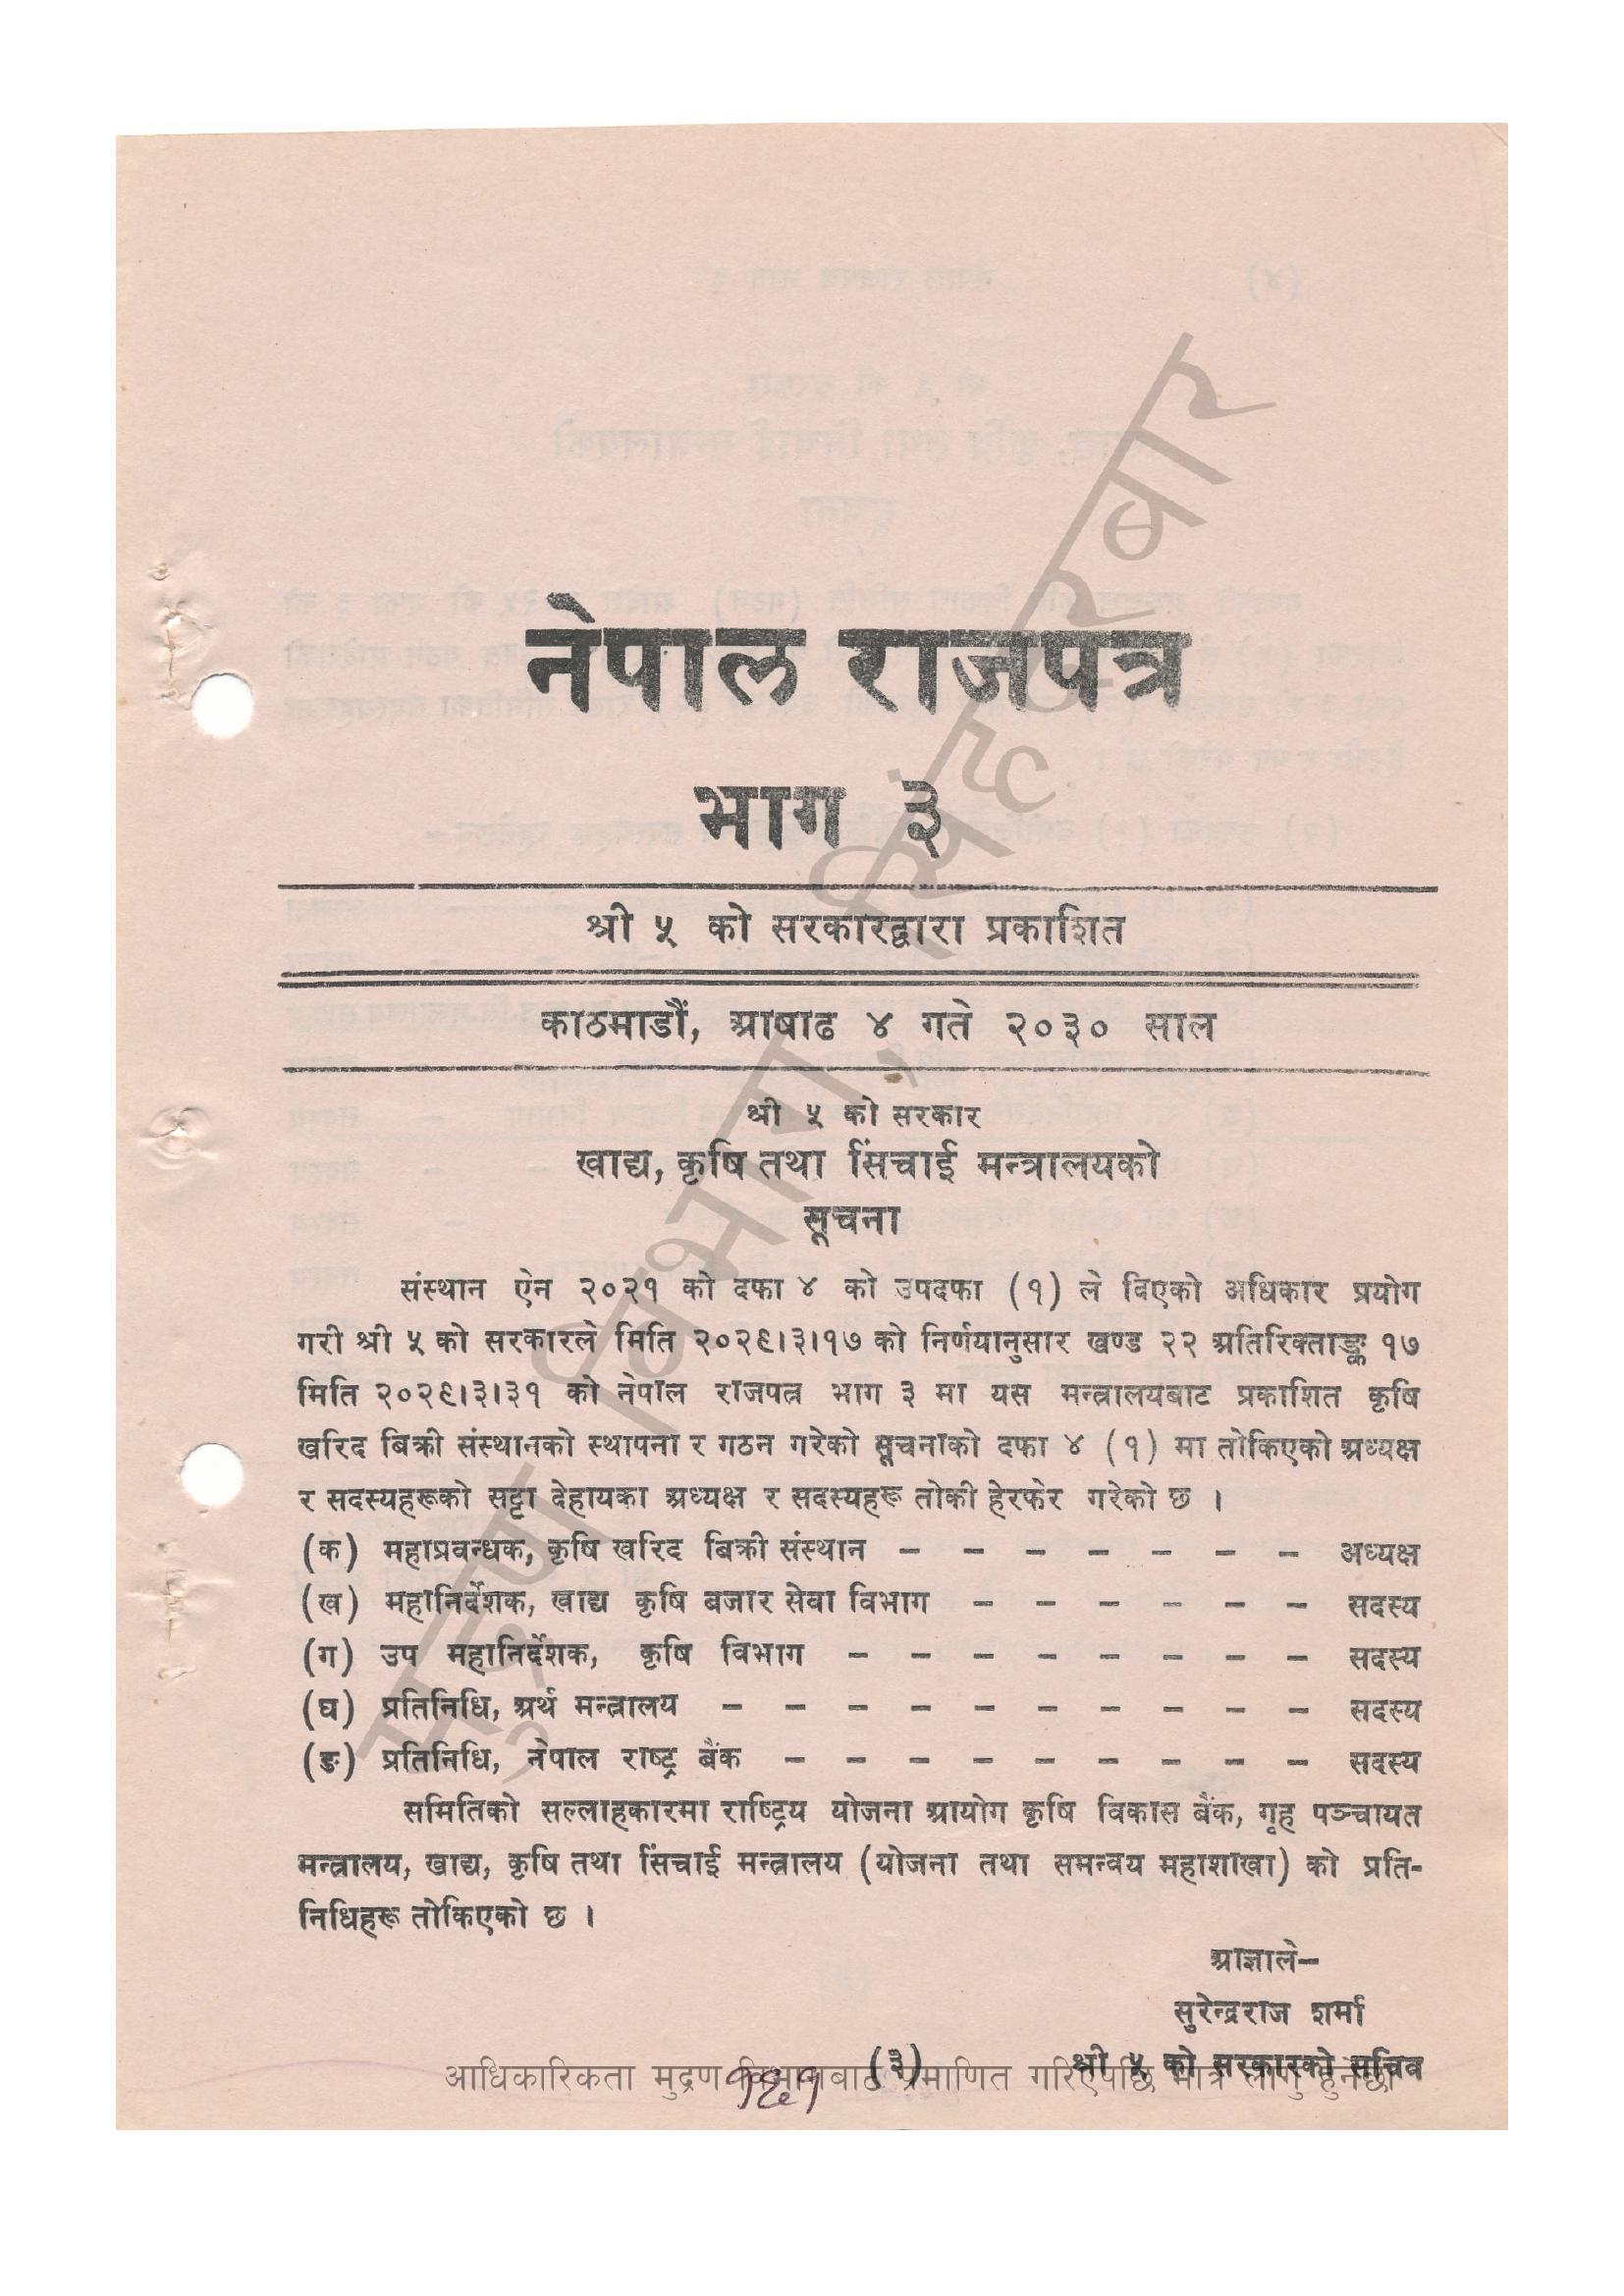 नेपाल राजपत्र
भाग ३
श्री ५ को सरकारद्वारा प्रकाशित
काठमाडौं, आषाढ ४ गते २०३० साल
श्री ५ को सरकार
खाद्य, कृषि तथा सिंचाई मन्त्रालयको
सूचना
संस्थान ऐन २०२१ को दफा ४ को उपदफा (१) ले दिएको अधिकार प्रयोग
गरी श्री ५ को सरकारले मिति २०२९।३।१७ को निर्णयानुसार खण्ड २२ अतिरिक्ताङ्क १७
मिति २०२९।३।३१ को नेपाल राजपत्र भाग ३ मा यस मन्त्रालयबाट प्रकाशित कृषि
खरिद बिक्री संस्थानको स्थापना र गठन गरेको सूचनाको दफा ४ (१) मा तोकिएको अध्यक्ष
र सदस्यहरूको सट्टा देहायका अध्यक्ष र सदस्यहरू तोकी हेरफेर गरेको छ ।
(क) महाप्रवन्धक, कृषि खरिद बिक्री संस्थान – – – – – – – अध्यक्ष
(ख) महानिर्देशक, खाद्य कृषि बजार सेवा विभाग – – – – – – सदस्य
(ग) उप महानिर्देशक, कृषि विभाग – – – – – – – – सदस्य
(घ) प्रतिनिधि, अर्थ मन्त्रालय – – – – – – – – – – सदस्य
(ङ) प्रतिनिधि, नेपाल राष्ट्र बैंक – – – – – – – – – सदस्य
समितिको सल्लाहकारमा राष्ट्रिय योजना आयोग कृषि विकास बैंक, गृह पञ्चायत
मन्त्रालय, खाद्य, कृषि तथा सिंचाई मन्त्रालय (योजना तथा समन्वय महाशाखा) को प्रति-
निधिहरू तोकिएको छ ।
आज्ञाले–
सुरेन्द्रराज शर्मा
श्री ५ को सरकारको सचिव
(३)
आधिकारिकता मुद्रण विभागबाट प्रमाणित गरिएपछि मात्र लागु हुनेछ।
१६१
मुद्रण विभाग, सिंहदरबार